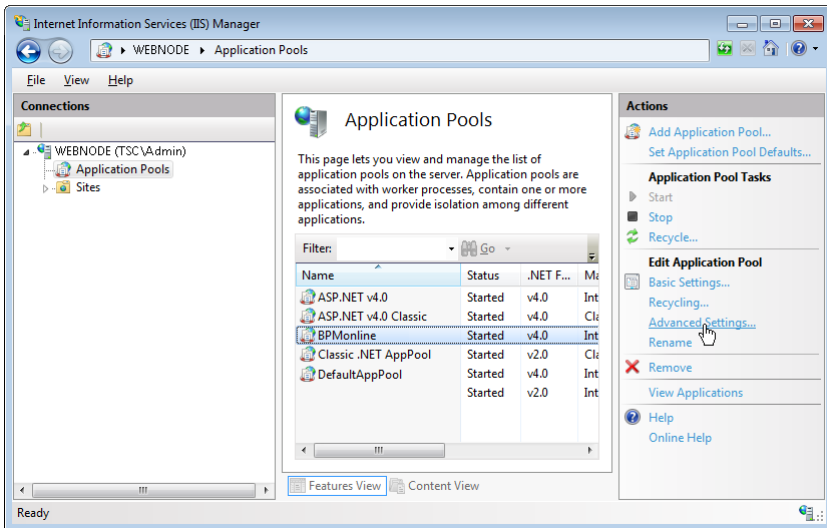 Internet Information Services (IIS) Manager
WEBNODE Application Pools
File View Help
Connections
WEBNODE (TSC\Admin)
Application Pools
Sites
Application Pools
This page lets you view and manage the list of
application pools on the server. Application pools are
associated with worker processes, contain one or more
applications, and provide isolation among different
applications.
Filter: Go
Name Status .NET F... Ma
ASP.NET v4.0 Started v4.0 Int
ASP.NET v4.0 Classic Started v4.0 Cla
BPMonline Started v4.0 Int
Classic .NET AppPool Started v2.0 Cla
DefaultAppPool Started v4.0 Int
Started v2.0 Int
Features View Content View
Actions
Add Application Pool...
Set Application Pool Defaults...
Application Pool Tasks
Start
Stop
Recycle...
Edit Application Pool
Basic Settings...
Recycling...
Advanced Settings...
Rename
Remove
View Applications
Help
Online Help
Ready